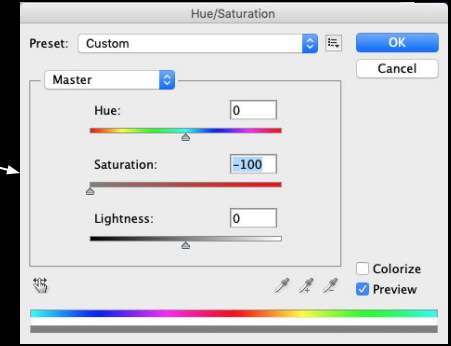 Hue/Saturation
Preset: Custom
OK
Cancel
Master
Hue: 0
Saturation: -100
Lightness: 0
Colorize
Preview